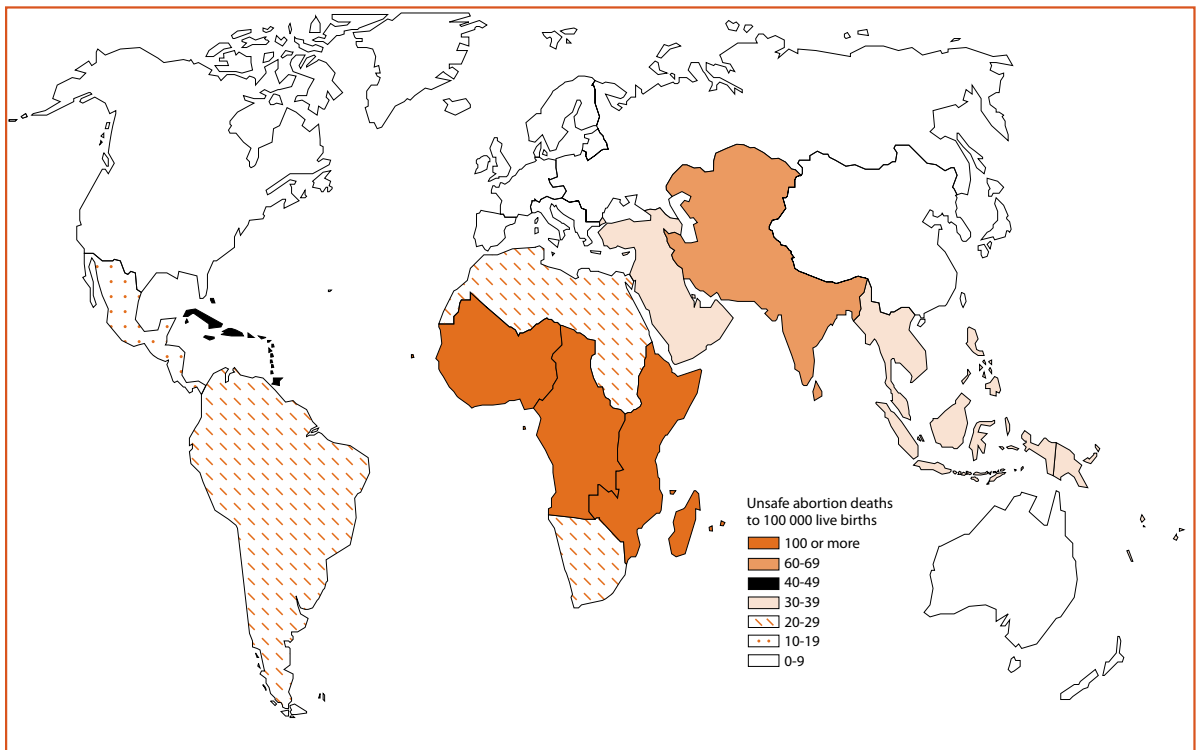 Unsafe abortion deaths
to 100 000 live births
100 or more
60-69
40-49
30-39
20-29
10-19
0-9